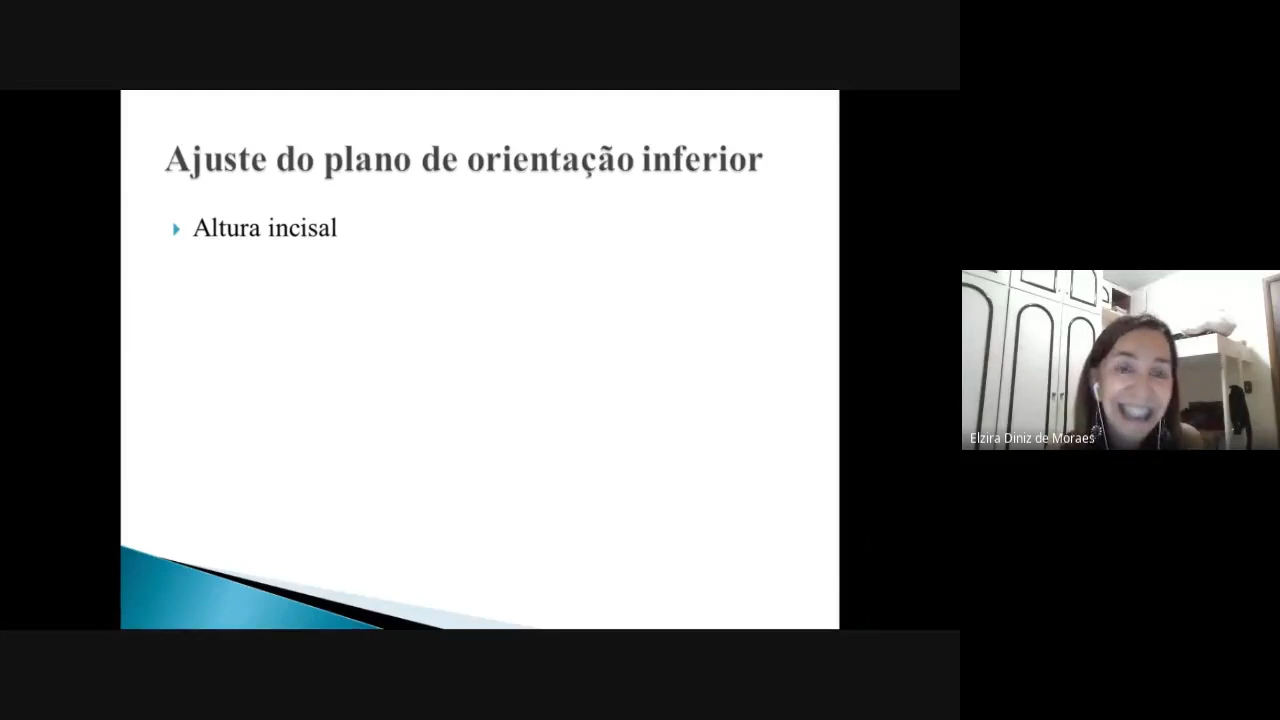 Ajuste do plano de orientação inferior
Altura incisal
Elzira Diniz de Moraes